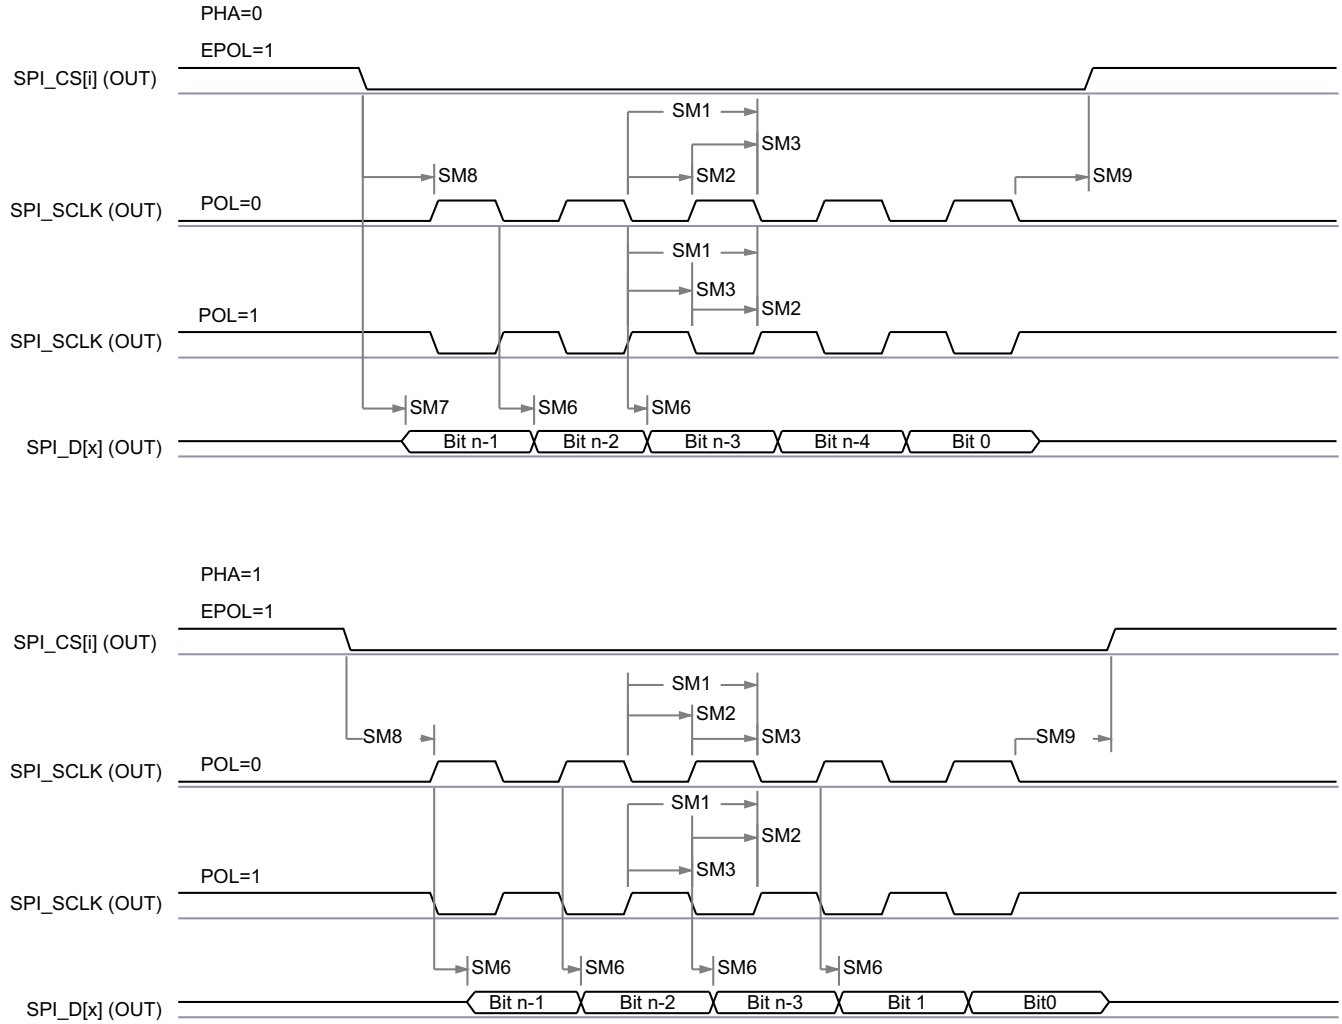 PHA=0
EPOL=1
SPI_CS[i] (OUT)
SM1
SM3
SM8
SM2
SM9
POL=0
SPI_SCLK (OUT)
SM1
SM3
SM2
POL=1
SPI_SCLK (OUT)
SM7
SM6
SM6
SPI_D[x] (OUT)
Bit n-1
Bit n-2
Bit n-3
Bit n-4
Bit 0
PHA=1
EPOL=1
SPI_CS[i] (OUT)
SM1
SM2
SM8
SM3
SM9
POL=0
SPI_SCLK (OUT)
SM1
SM2
SM3
POL=1
SPI_SCLK (OUT)
SM6
SM6
SM6
SM6
SPI_D[x] (OUT)
Bit n-1
Bit n-2
Bit n-3
Bit 1
Bit0